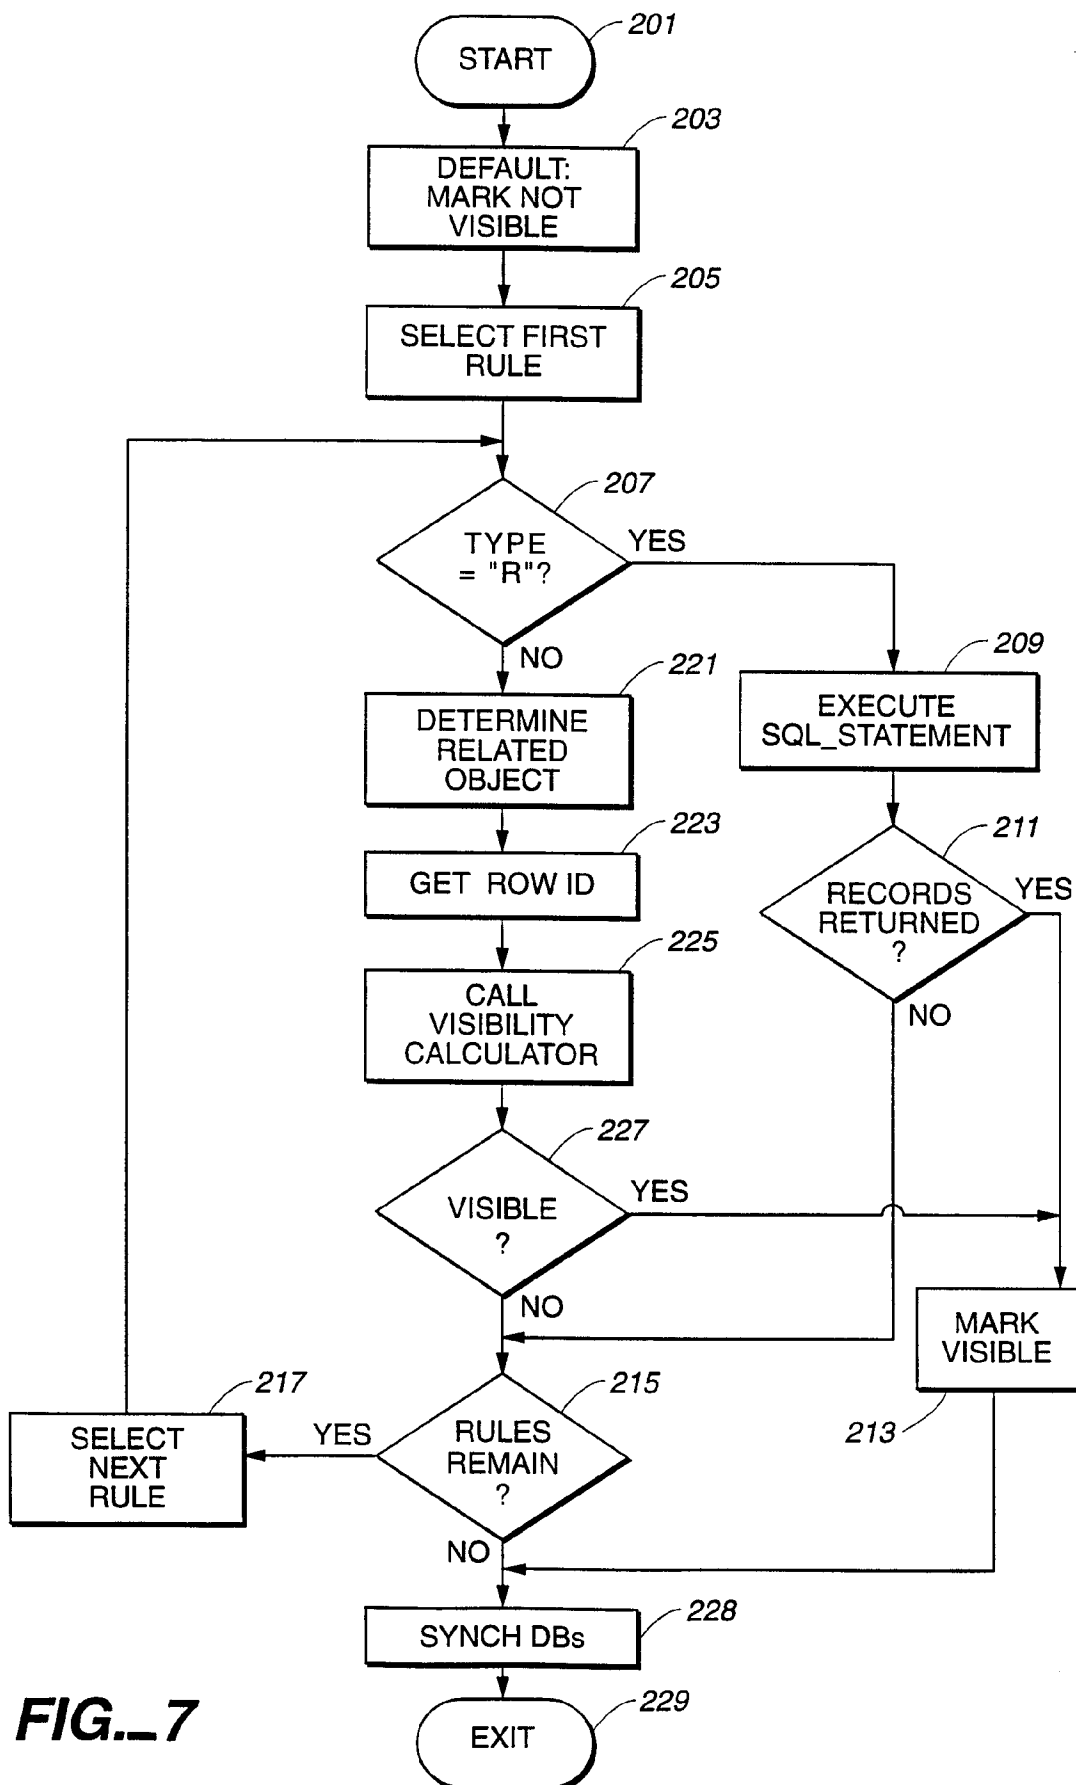 201
START
203
DEFAULT:
MARK NOT
VISIBLE
205
SELECT FIRST
RULE
207
TYPE
= "R"?
YES
NO
209
EXECUTE
SQL_STATEMENT
221
DETERMINE
RELATED
OBJECT
211
RECORDS
RETURNED
?
YES
NO
223
GET ROW ID
225
CALL
VISIBILITY
CALCULATOR
227
VISIBLE
?
YES
NO
MARK
VISIBLE
213
215
RULES
REMAIN
?
YES
NO
217
SELECT
NEXT
RULE
228
SYNCH DBs
229
EXIT
FIG._7